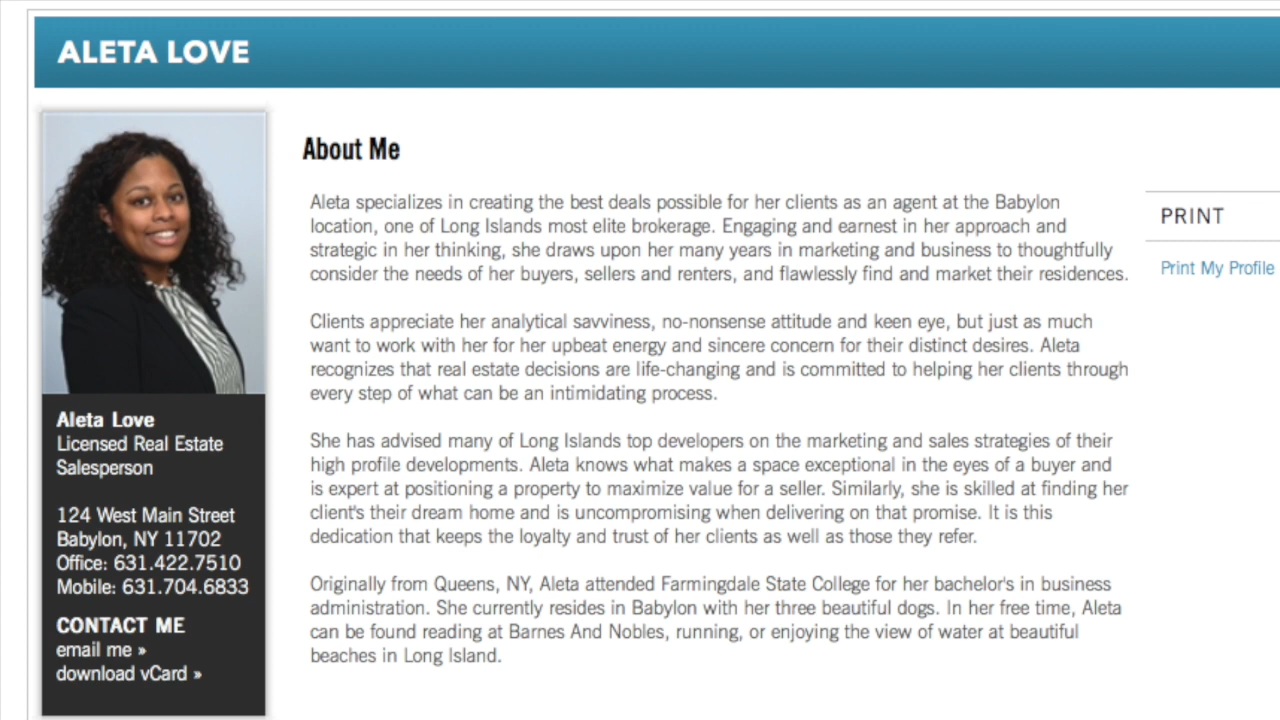 ALETA LOVE
About Me
Aleta specializes in creating the best deals possible for her clients as an agent at the Babylon
location, one of Long Islands most elite brokerage. Engaging and earnest in her approach and
strategic in her thinking, she draws upon her many years in marketing and business to thoughtfully
consider the needs of her buyers, sellers and renters, and flawlessly find and market their residences.
Clients appreciate her analytical savviness, no-nonsense attitude and keen eye, but just as much
want to work with her for her upbeat energy and sincere concern for their distinct desires. Aleta
recognizes that real estate decisions are life-changing and is committed to helping her clients through
every step of what can be an intimidating process.
She has advised many of Long Islands top developers on the marketing and sales strategies of their
high profile developments. Aleta knows what makes a space exceptional in the eyes of a buyer and
is expert at positioning a property to maximize value for a seller. Similarly, she is skilled at finding her
client's their dream home and is uncompromising when delivering on that promise. It is this
dedication that keeps the loyalty and trust of her clients as well as those they refer.
Originally from Queens, NY, Aleta attended Farmingdale State College for her bachelor's in business
administration. She currently resides in Babylon with her three beautiful dogs. In her free time, Aleta
can be found reading at Barnes And Nobles, running, or enjoying the view of water at beautiful
beaches in Long Island.
Aleta Love
Licensed Real Estate
Salesperson
124 West Main Street
Babylon, NY 11702
Office: 631.422.7510
Mobile: 631.704.6833
CONTACT ME
email me »
download vCard »
PRINT
Print My Profile